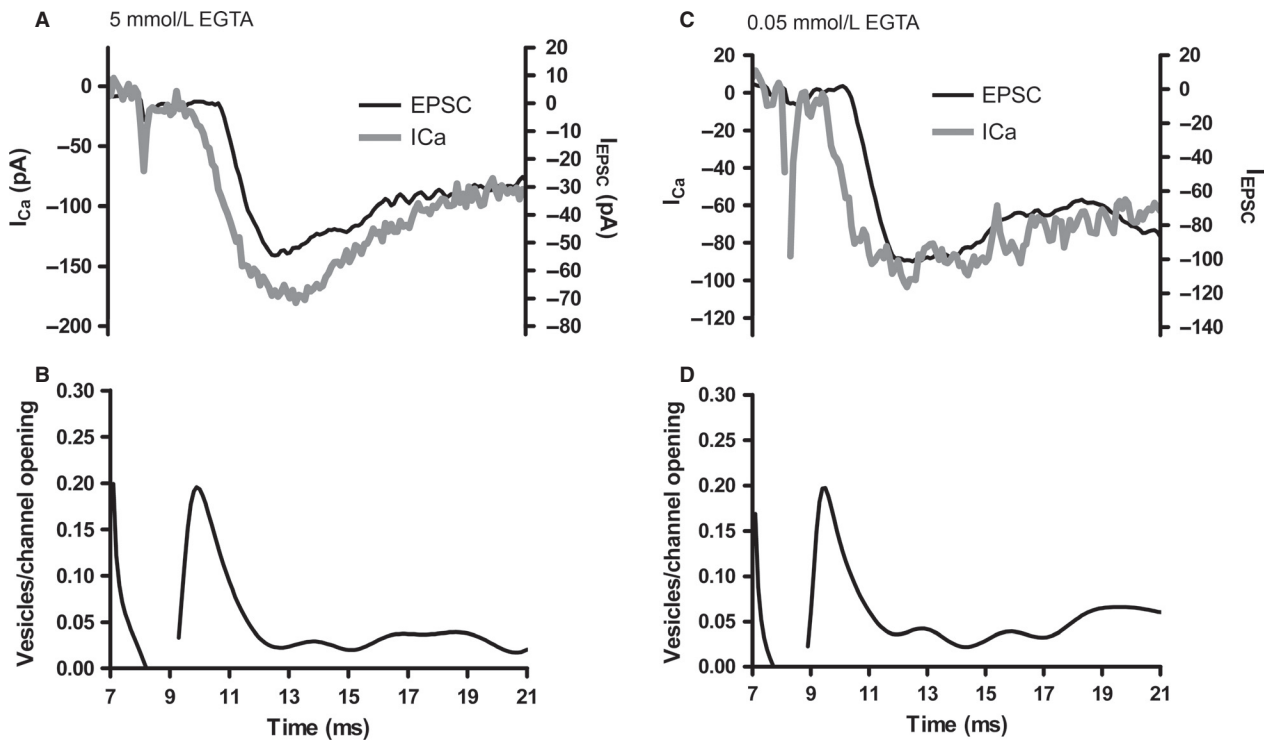 A
5 mmol/L EGTA
0
–50
–100
–150
–200
I_Ca (pA)
20
10
0
–10
–20
–30
–40
–50
–60
–70
–80
I_EPSC (pA)
EPSC
ICa
B
0.30
0.25
0.20
0.15
0.10
0.05
0.00
Vesicles/channel opening
7 9 11 13 15 17 19 21
Time (ms)
C
0.05 mmol/L EGTA
20
0
–20
–40
–60
–80
–100
–120
I_Ca
20
0
–20
–40
–60
–80
–100
–120
–140
I_EPSC
EPSC
ICa
D
0.30
0.25
0.20
0.15
0.10
0.05
0.00
Vesicles/channel opening
7 9 11 13 15 17 19 21
Time (ms)